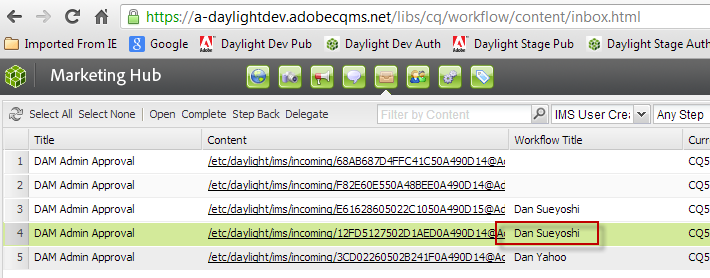 https://a-daylightdev.adobecqms.net/libs/cq/workflow/content/inbox.html
Imported From IE Google Daylight Dev Pub Daylight Dev Auth Daylight Stage Pub Daylight Stage Auth
Marketing Hub
Select All Select None Open Complete Step Back Delegate Filter by Content IMS User Crea Any Step
Title Content Workflow Title Curr
1 DAM Admin Approval /etc/daylight/ims/incoming/68AB687D4FFC41C50A490D14@Ad CQ5
2 DAM Admin Approval /etc/daylight/ims/incoming/F82E60E550A48BEE0A490D14@Ad CQ5
3 DAM Admin Approval /etc/daylight/ims/incoming/E61628605022C1050A490D15@Ad Dan Sueyoshi CQ5
4 DAM Admin Approval /etc/daylight/ims/incoming/12FD5127502D1AED0A490D14@Ad Dan Sueyoshi CQ5
5 DAM Admin Approval /etc/daylight/ims/incoming/3CD02260502B241F0A490D14@Ad Dan Yahoo CQ5